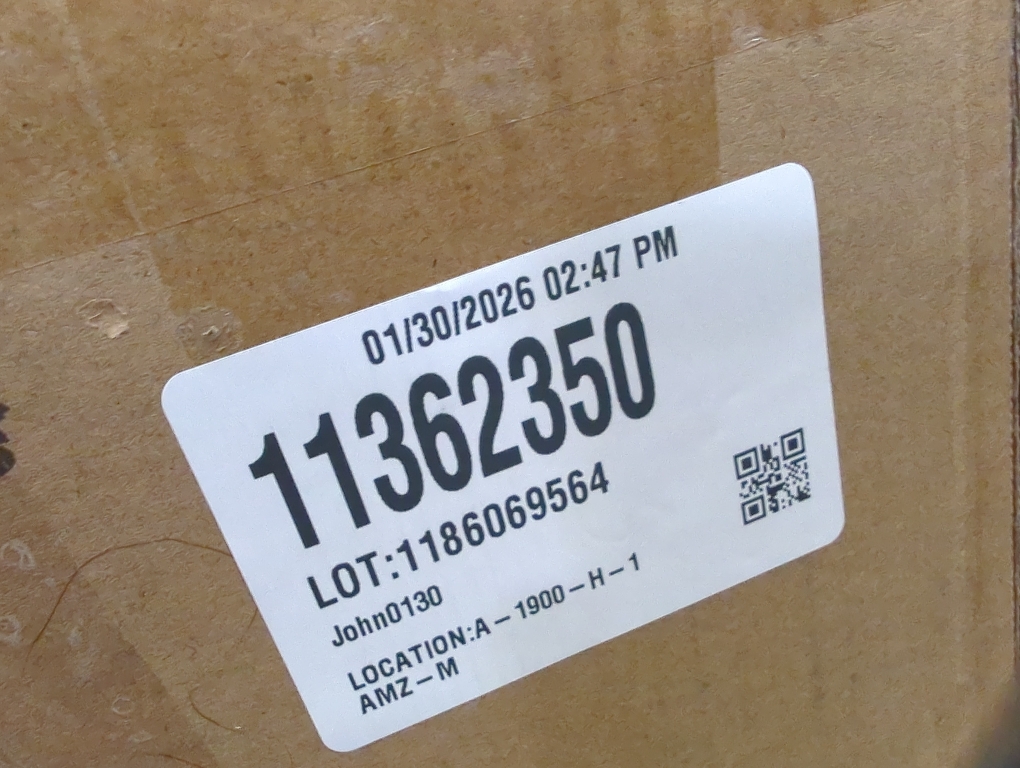 01/30/2026 02:47 PM
11362350
LOT:1186069564
John0130
LOCATION:A – 1900 – H – 1
AMZ – M